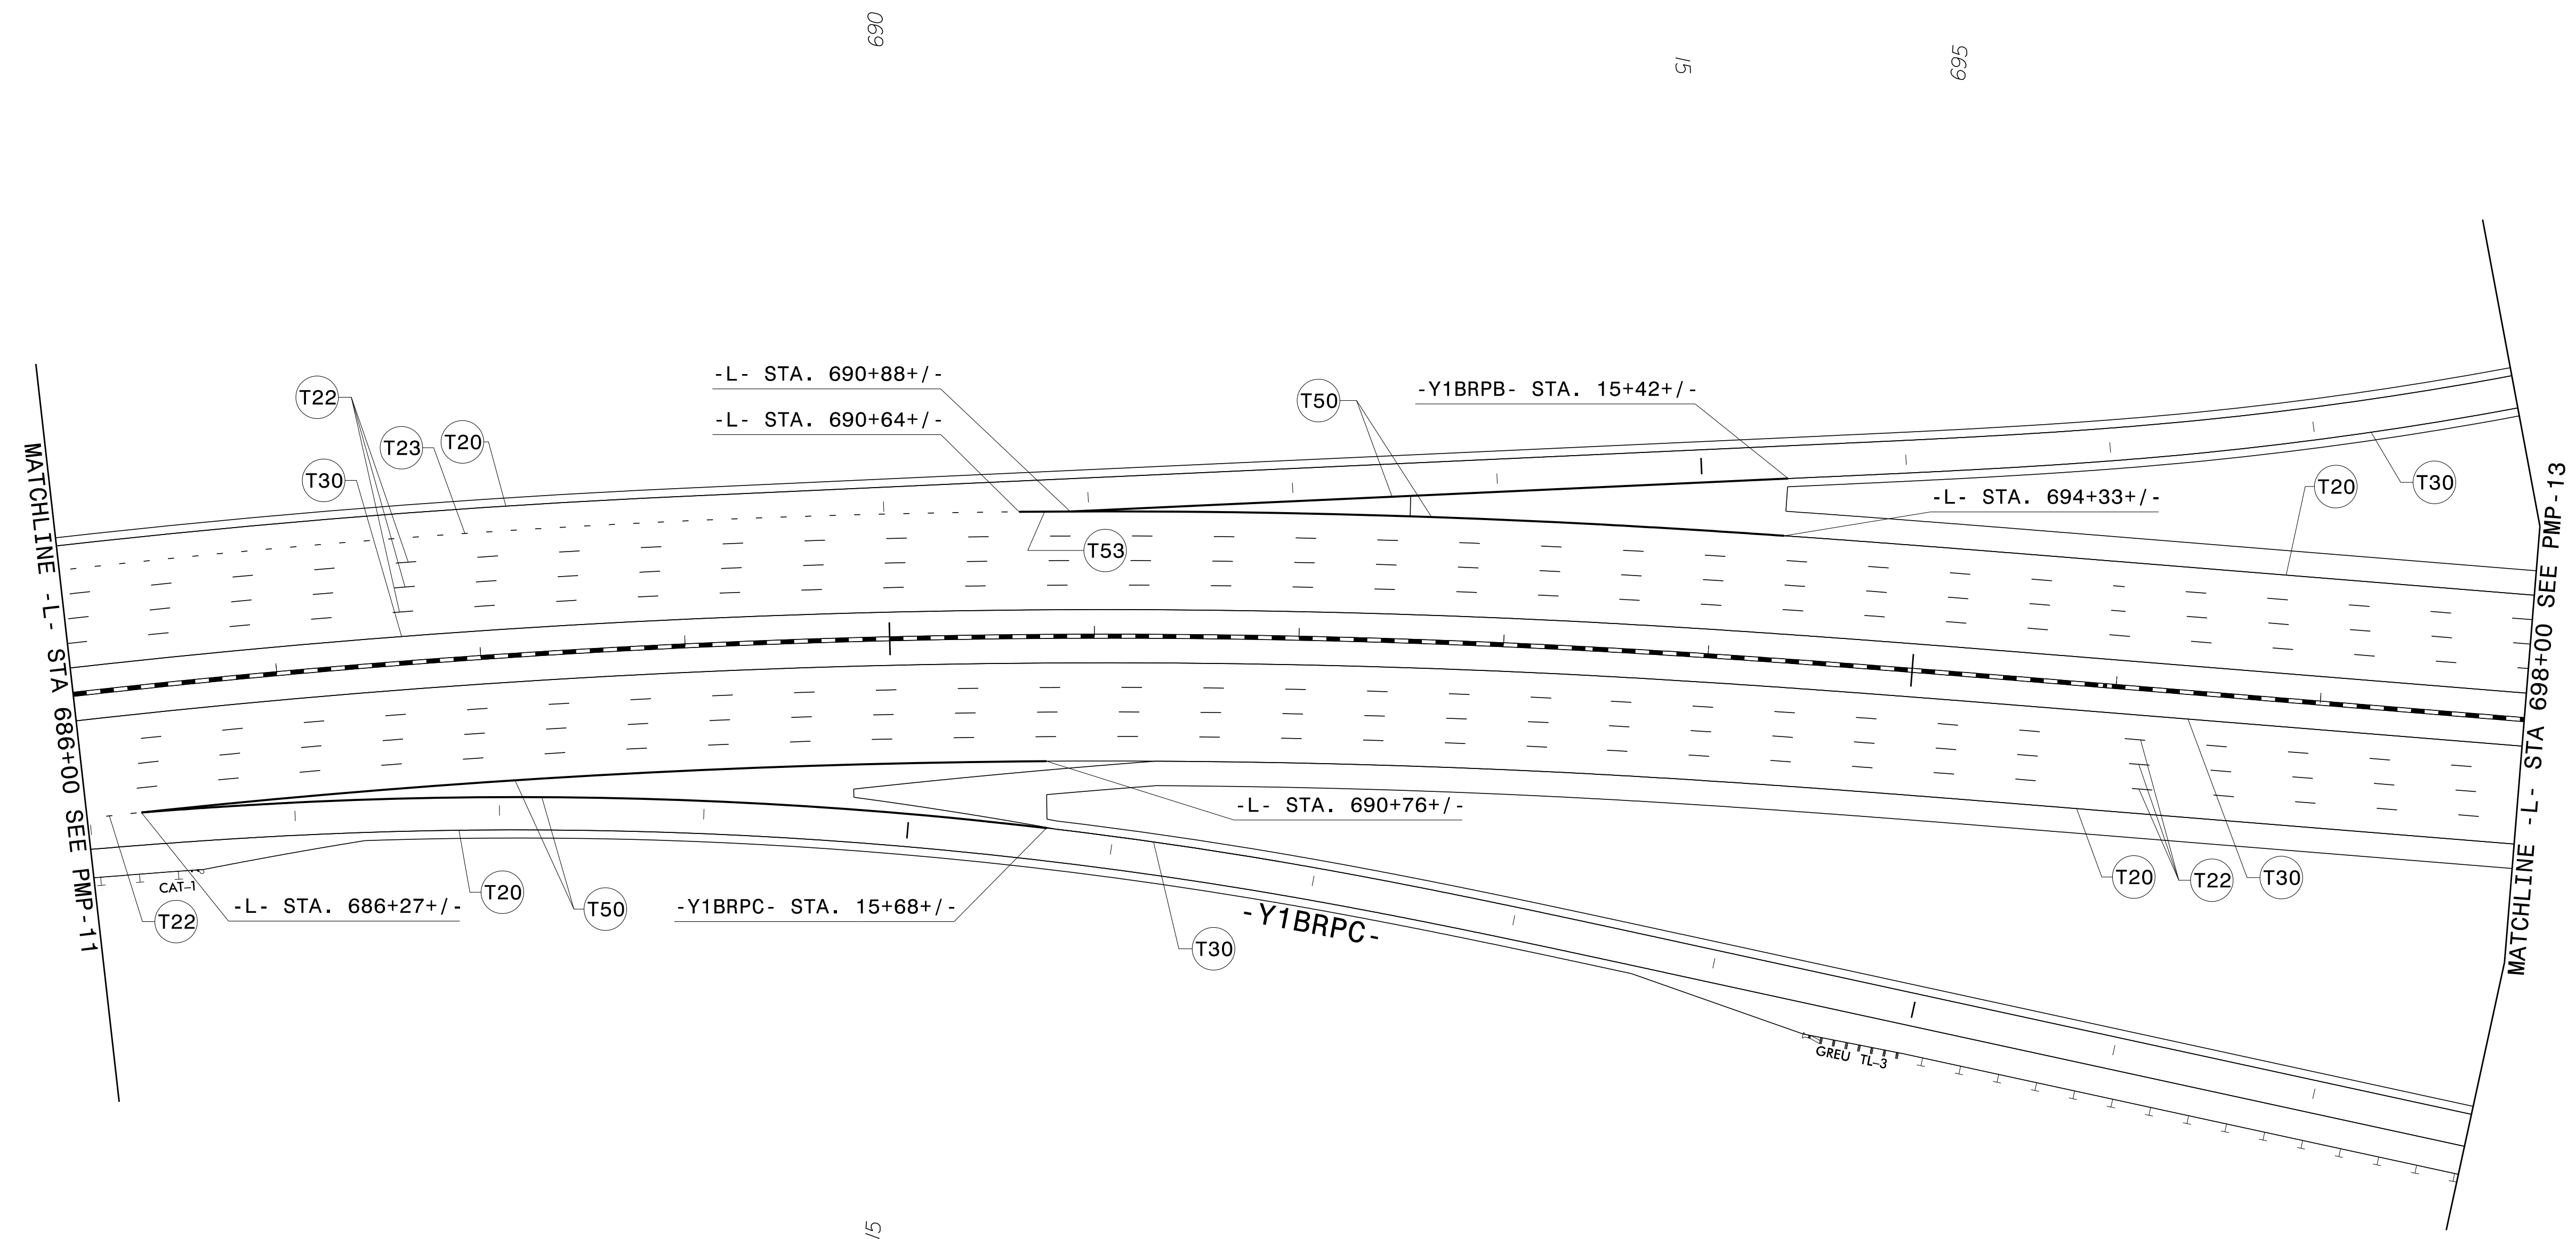 690
15
695
-L- STA. 690+88+/-
-L- STA. 690+64+/-
T22
T23
T20
T30
T50
-Y1BRPB- STA. 15+42+/-
T53
-L- STA. 694+33+/-
T20
T30
MATCHLINE -L- STA 686+00 SEE PMP-11
MATCHLINE -L- STA 698+00 SEE PMP-13
-L- STA. 690+76+/-
CAT-1
T22
-L- STA. 686+27+/-
T20
T50
-Y1BRPC- STA. 15+68+/-
-Y1BRPC-
T30
T20
T22
T30
GREU TL-3
15